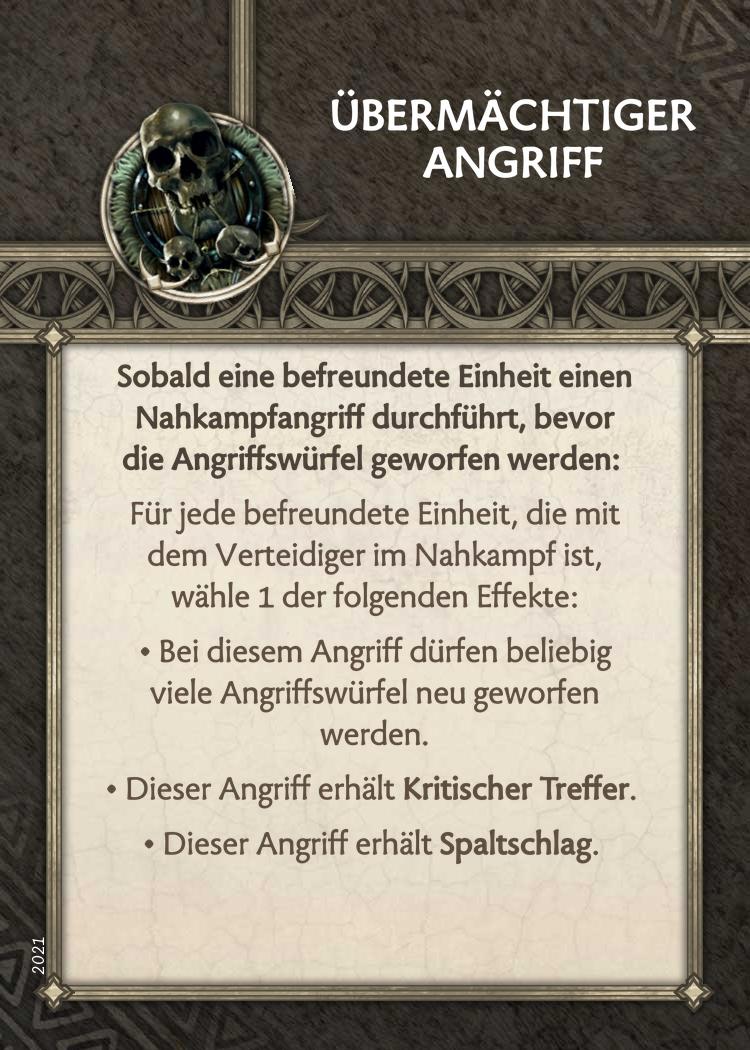 ÜBERMÄCHTIGER
ANGRIFF
Sobald eine befreundete Einheit einen
Nahkampfangriff durchführt, bevor
die Angriffswürfel geworfen werden:
Für jede befreundete Einheit, die mit
dem Verteidiger im Nahkampf ist,
wähle 1 der folgenden Effekte:
• Bei diesem Angriff dürfen beliebig
viele Angriffswürfel neu geworfen
werden.
• Dieser Angriff erhält Kritischer Treffer.
• Dieser Angriff erhält Spaltschlag.
2021